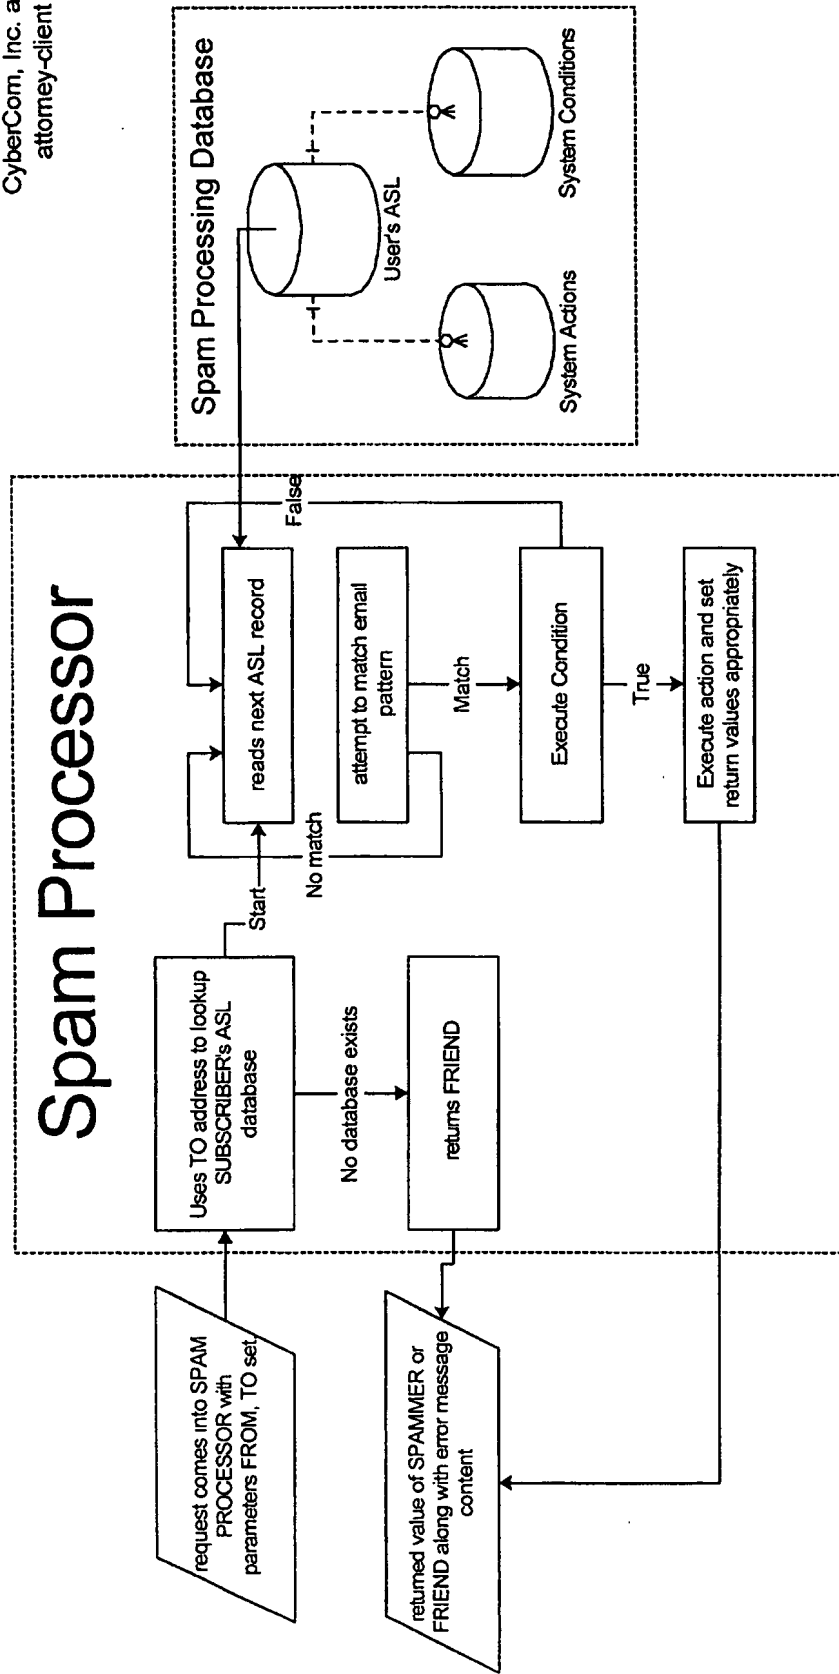 CyberCom, Inc. a
attorney-client
Spam Processor
request comes into SPAM
PROCESSOR with
parameters FROM, TO set
Uses TO address to lookup
SUBSCRIBER's ASL
database
Start
No database exists
returns FRIEND
returned value of SPAMMER or
FRIEND along with error message
content
reads next ASL record
False
No match
attempt to match email
pattern
Match
Execute Condition
True
Execute action and set
return values appropriately
Spam Processing Database
User's ASL
System Actions
System Conditions